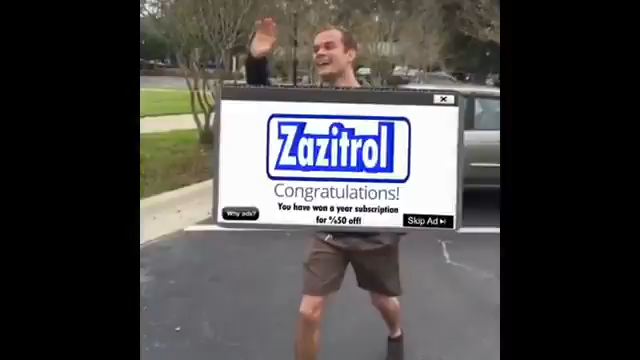 Zazitrol
Congratulations!
You have won a year subscription
for %50 off!
Why ads?
Skip Ad